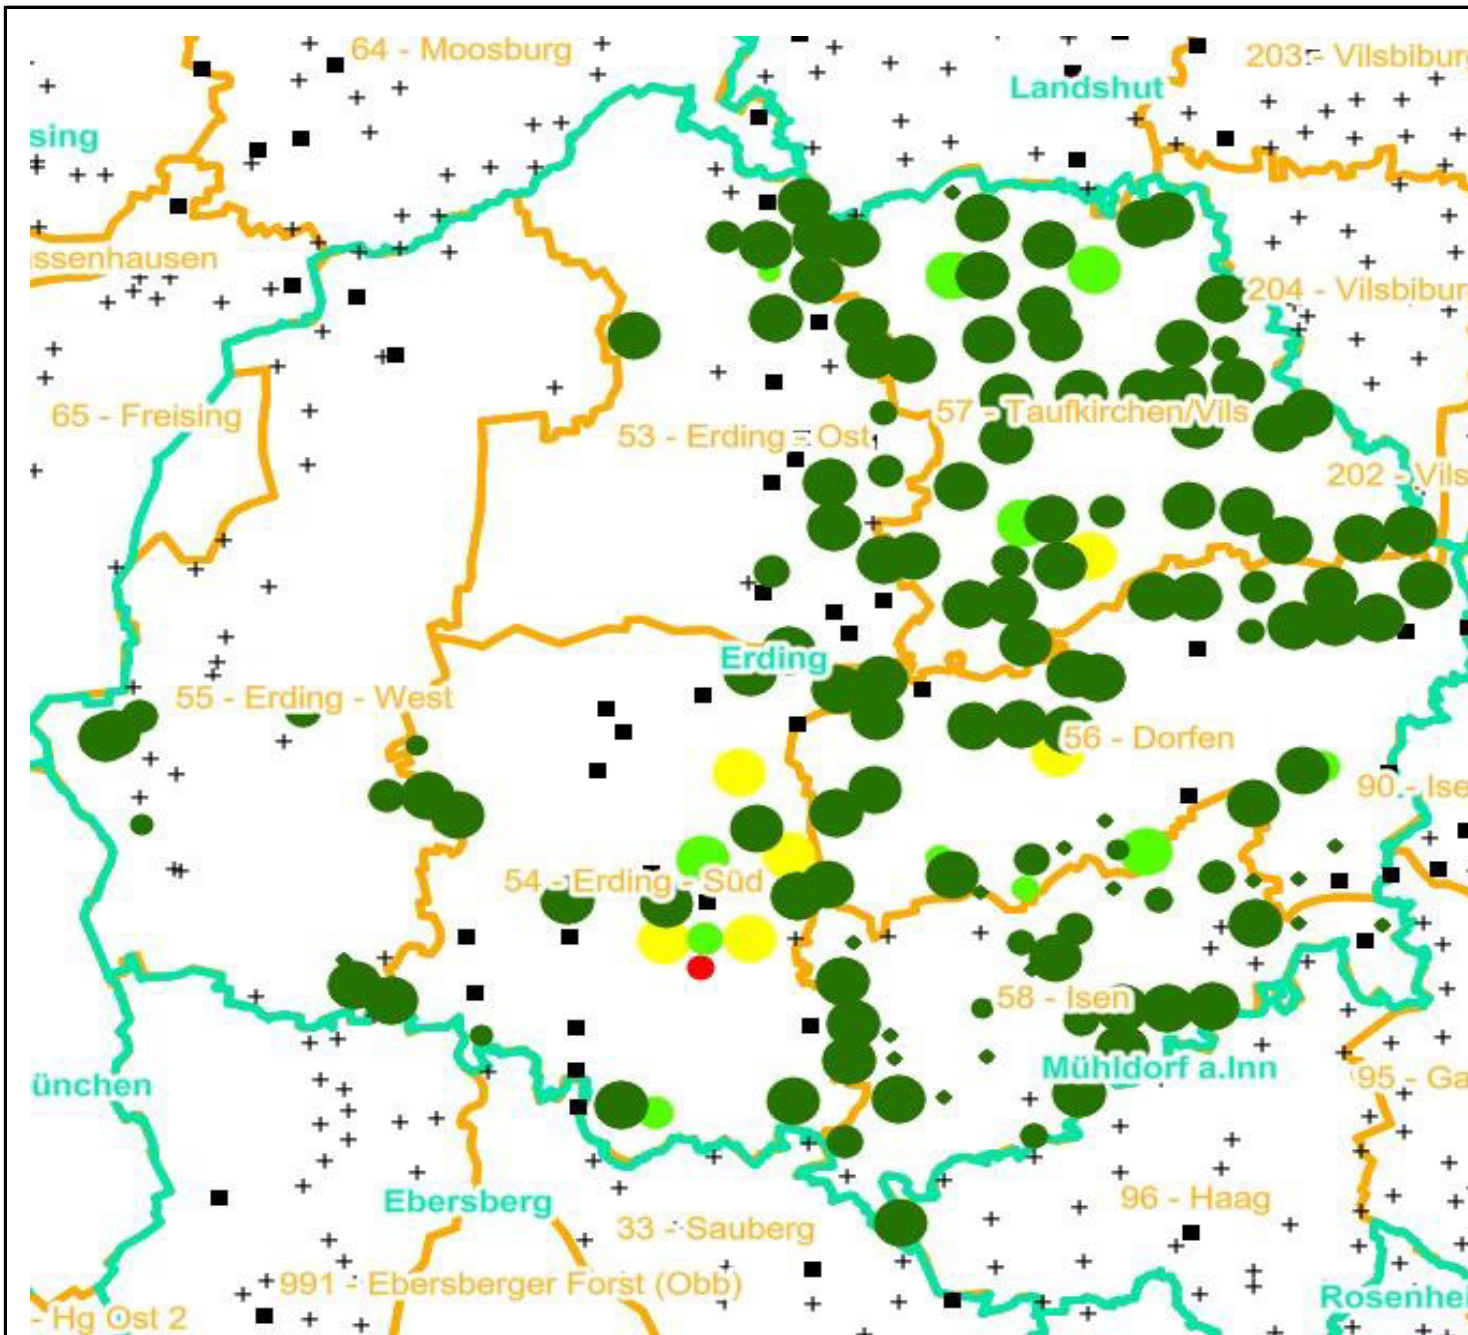 64 - Moosburg
203 - Vilsbiburg
Landshut
sing
assenhausen
204 - Vilsbibur
65 - Freising
57 - Taufkirchen/Vils
53 - Erding - Ost
202 - Vils
Erding
55 - Erding - West
56 - Dorfen
90 - Ise
54 - Erding - Süd
58 - Isen
Mühldorf a.Inn
95 - Ga
ünchen
Ebersberg
96 - Haag
33 - Sauberg
991 - Ebersberger Forst (Obb)
Rosenhei
- Hg Ost 2